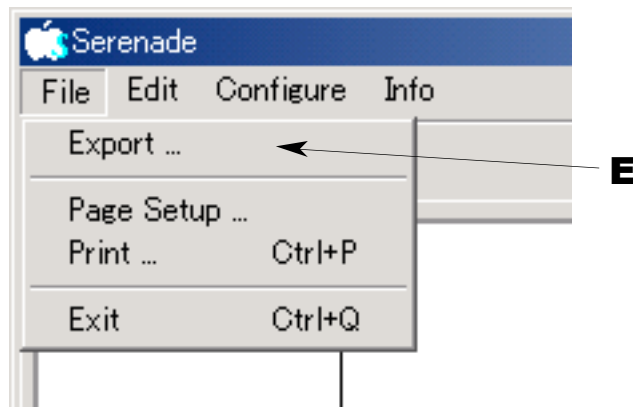 Serenade
File Edit Configure Info
Export ...
E
Page Setup ...
Print ... Ctrl+P
Exit Ctrl+Q